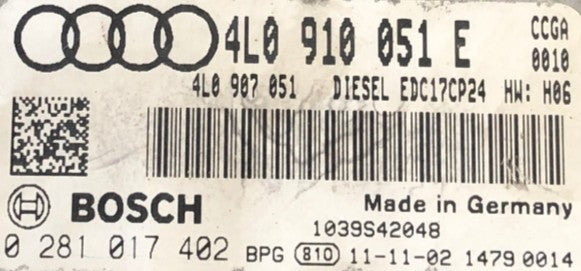 4L0 910 051 E CCGA
0010
4L0 907 051 DIESEL EDC17CP24 HW: H06
BOSCH Made in Germany
1039S42048
0 281 017 402 BPG 810 11-11-02 1479 0014